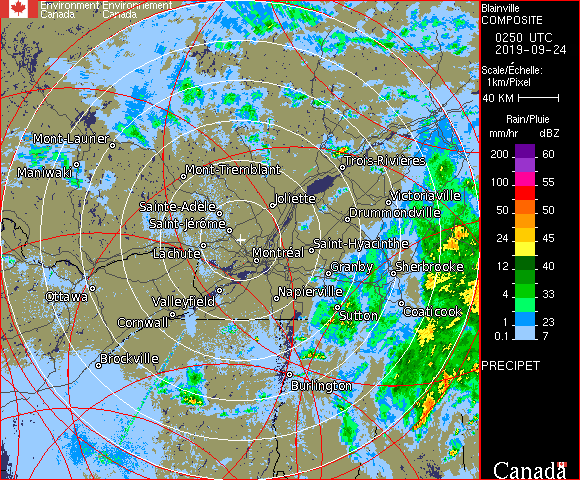 Environment Environnement
Canada Canada
Blainville
COMPOSITE
0250 UTC
2019-09-24
Scale/Échelle:
1km/Pixel
40 KM
Rain/Pluie
mm/hr dBZ
200 60
100 55
50 50
24 45
12 40
4 33
1 23
0.1 7
PRECIPET
Canada
Mont-Laurier
Maniwaki
Mont-Tremblant
Trois-Rivières
Sainte-Adèle
Joliette
Victoriaville
Saint-Jérôme
Drummondville
Lachute
Montréal
Saint-Hyacinthe
Granby
Sherbrooke
Ottawa
Valleyfield
Napierville
Cornwall
Sutton
Coaticook
Brockville
Burlington